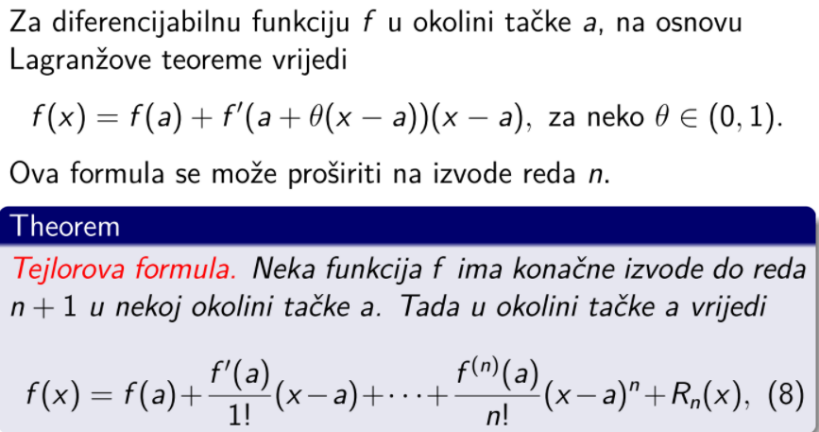 Za diferencijabilnu funkciju f u okolini tačke a, na osnovu
Lagranžove teoreme vrijedi
f(x) = f(a) + f′(a + θ(x − a))(x − a), za neko θ ∈ (0, 1).
Ova formula se može proširiti na izvode reda n.
Theorem
Tejlorova formula. Neka funkcija f ima konačne izvode do reda
n + 1 u nekoj okolini tačke a. Tada u okolini tačke a vrijedi
f(x) = f(a) + \frac{f′(a)}{1!}(x − a) + ⋯ + \frac{f^{(n)}(a)}{n!}(x − a)^n + R_n(x), (8)